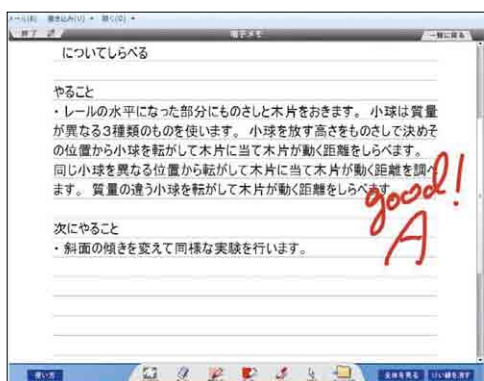 メール(R) 書き込み(U) 開く(O)
終了 電子メモ 一覧に戻る
についてしらべる
やること
・レールの水平になった部分にものさしと木片をおきます。 小球は質量
が異なる3種類のものを使います。 小球を放す高さをものさしで決めそ
の位置から小球を転がして木片に当て木片が動く距離をしらべます。
同じ小球を異なる位置から転がして木片に当て木片が動く距離を調べ
ます。 質量の違う小球を転がして木片が動く距離をしらべます。
good!
A
次にやること
・斜面の傾きを変えて同様な実験を行います。
使い方 全体を見る けい線を消す